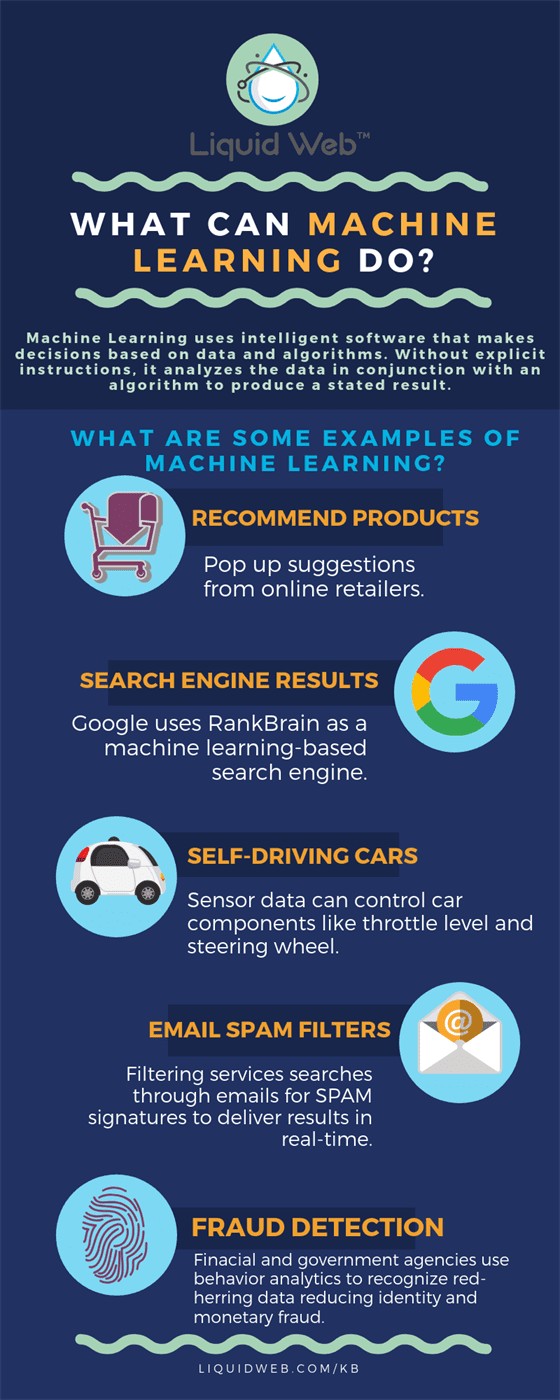 Liquid Web™
WHAT CAN MACHINE
LEARNING DO?
Machine Learning uses intelligent software that makes
decisions based on data and algorithms. Without explicit
instructions, it analyzes the data in conjunction with an
algorithm to produce a stated result.
WHAT ARE SOME EXAMPLES OF
MACHINE LEARNING?
RECOMMEND PRODUCTS
Pop up suggestions
from online retailers.
SEARCH ENGINE RESULTS
Google uses RankBrain as a
machine learning-based
search engine.
SELF-DRIVING CARS
Sensor data can control car
components like throttle level and
steering wheel.
EMAIL SPAM FILTERS
Filtering services searches
through emails for SPAM
signatures to deliver results in
real-time.
FRAUD DETECTION
Finacial and government agencies use
behavior analytics to recognize red-
herring data reducing identity and
monetary fraud.
LIQUIDWEB.COM/KB